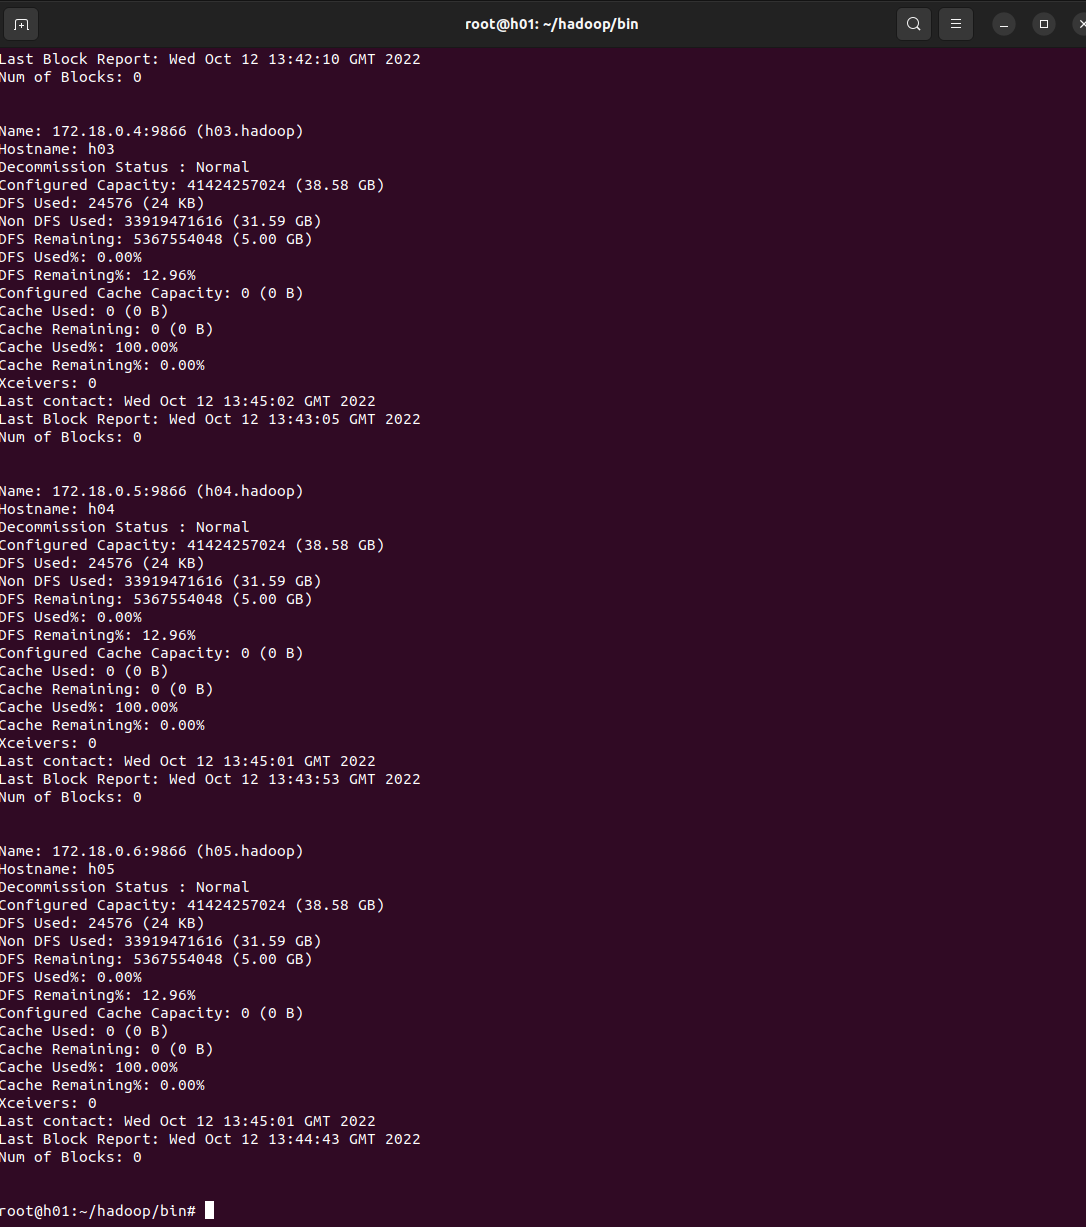 root@h01: ~/hadoop/bin
Last Block Report: Wed Oct 12 13:42:10 GMT 2022
Num of Blocks: 0
Name: 172.18.0.4:9866 (h03.hadoop)
Hostname: h03
Decommission Status : Normal
Configured Capacity: 41424257024 (38.58 GB)
DFS Used: 24576 (24 KB)
Non DFS Used: 33919471616 (31.59 GB)
DFS Remaining: 5367554048 (5.00 GB)
DFS Used%: 0.00%
DFS Remaining%: 12.96%
Configured Cache Capacity: 0 (0 B)
Cache Used: 0 (0 B)
Cache Remaining: 0 (0 B)
Cache Used%: 100.00%
Cache Remaining%: 0.00%
Xceivers: 0
Last contact: Wed Oct 12 13:45:02 GMT 2022
Last Block Report: Wed Oct 12 13:43:05 GMT 2022
Num of Blocks: 0
Name: 172.18.0.5:9866 (h04.hadoop)
Hostname: h04
Decommission Status : Normal
Configured Capacity: 41424257024 (38.58 GB)
DFS Used: 24576 (24 KB)
Non DFS Used: 33919471616 (31.59 GB)
DFS Remaining: 5367554048 (5.00 GB)
DFS Used%: 0.00%
DFS Remaining%: 12.96%
Configured Cache Capacity: 0 (0 B)
Cache Used: 0 (0 B)
Cache Remaining: 0 (0 B)
Cache Used%: 100.00%
Cache Remaining%: 0.00%
Xceivers: 0
Last contact: Wed Oct 12 13:45:01 GMT 2022
Last Block Report: Wed Oct 12 13:43:53 GMT 2022
Num of Blocks: 0
Name: 172.18.0.6:9866 (h05.hadoop)
Hostname: h05
Decommission Status : Normal
Configured Capacity: 41424257024 (38.58 GB)
DFS Used: 24576 (24 KB)
Non DFS Used: 33919471616 (31.59 GB)
DFS Remaining: 5367554048 (5.00 GB)
DFS Used%: 0.00%
DFS Remaining%: 12.96%
Configured Cache Capacity: 0 (0 B)
Cache Used: 0 (0 B)
Cache Remaining: 0 (0 B)
Cache Used%: 100.00%
Cache Remaining%: 0.00%
Xceivers: 0
Last contact: Wed Oct 12 13:45:01 GMT 2022
Last Block Report: Wed Oct 12 13:44:43 GMT 2022
Num of Blocks: 0
root@h01:~/hadoop/bin#